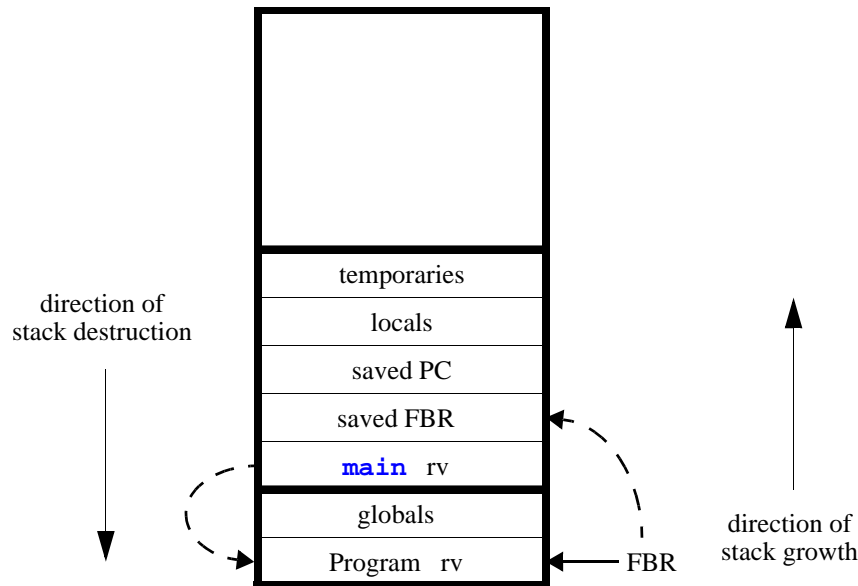 temporaries
direction of
stack destruction
locals
saved PC
saved FBR
main rv
globals
direction of
stack growth
Program rv
FBR